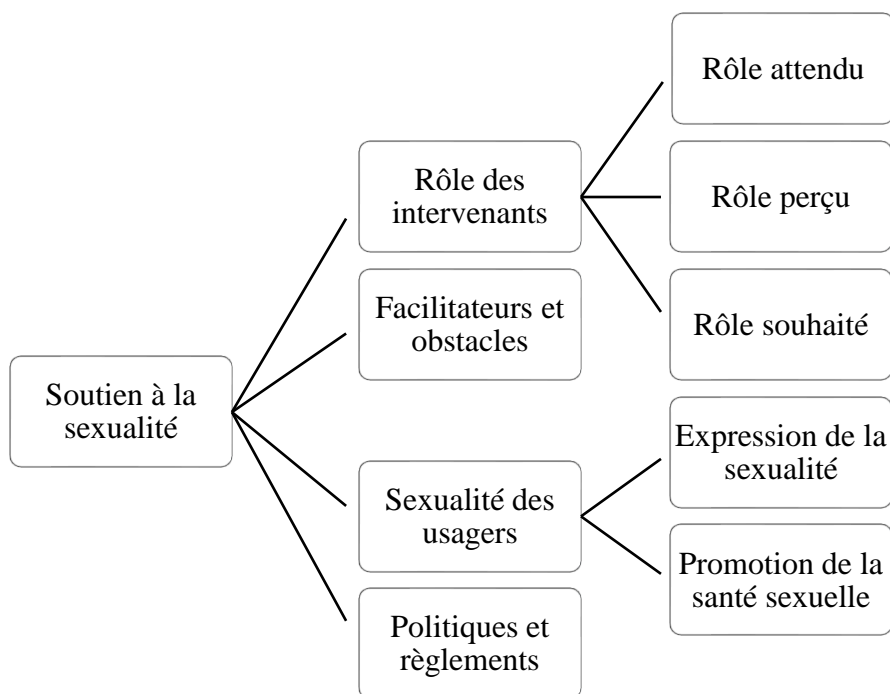 Soutien à la
sexualité
Rôle des
intervenants
Rôle attendu
Rôle perçu
Rôle souhaité
Facilitateurs et
obstacles
Sexualité des
usagers
Expression de la
sexualité
Promotion de la
santé sexuelle
Politiques et
règlements